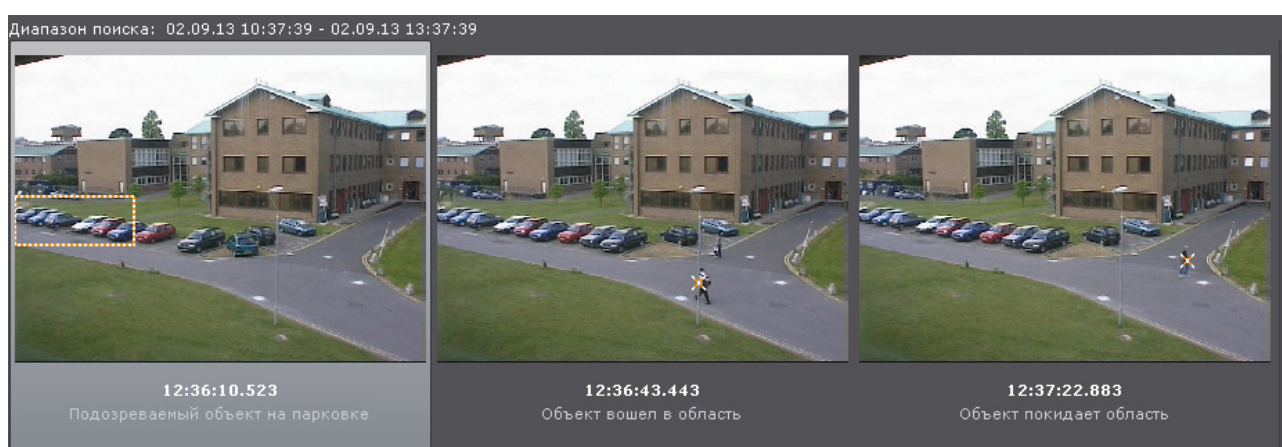 Диапазон поиска: 02.09.13 10:37:39 - 02.09.13 13:37:39
12:36:10.523
Подозреваемый объект на парковке
12:36:43.443
Объект вошел в область
12:37:22.883
Объект покидает область